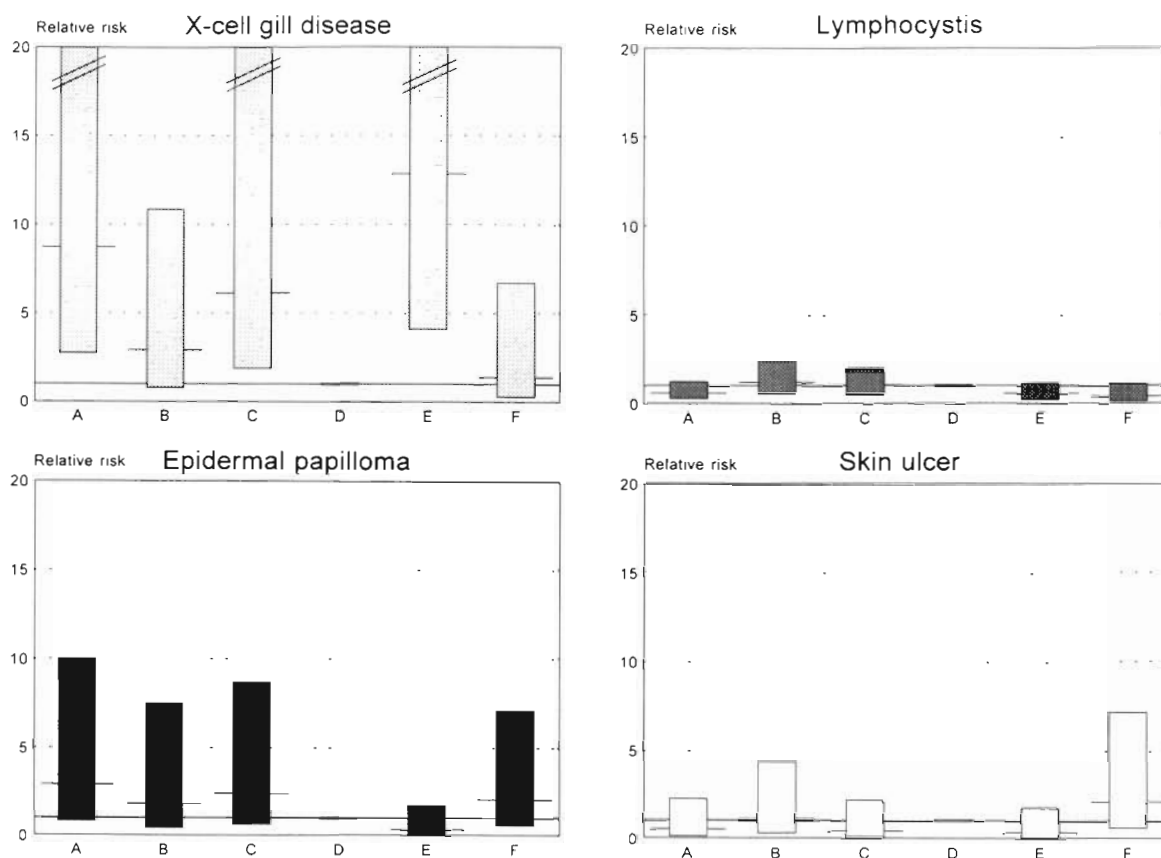 Relative risk X-cell gill disease
20
15
10
5
0
A B C D E F
Relative risk Lymphocystis
20
15
10
5
0
A B C D E F
Relative risk Epidermal papilloma
20
15
10
5
0
A B C D E F
Relative risk Skin ulcer
20
15
10
5
0
A B C D E F